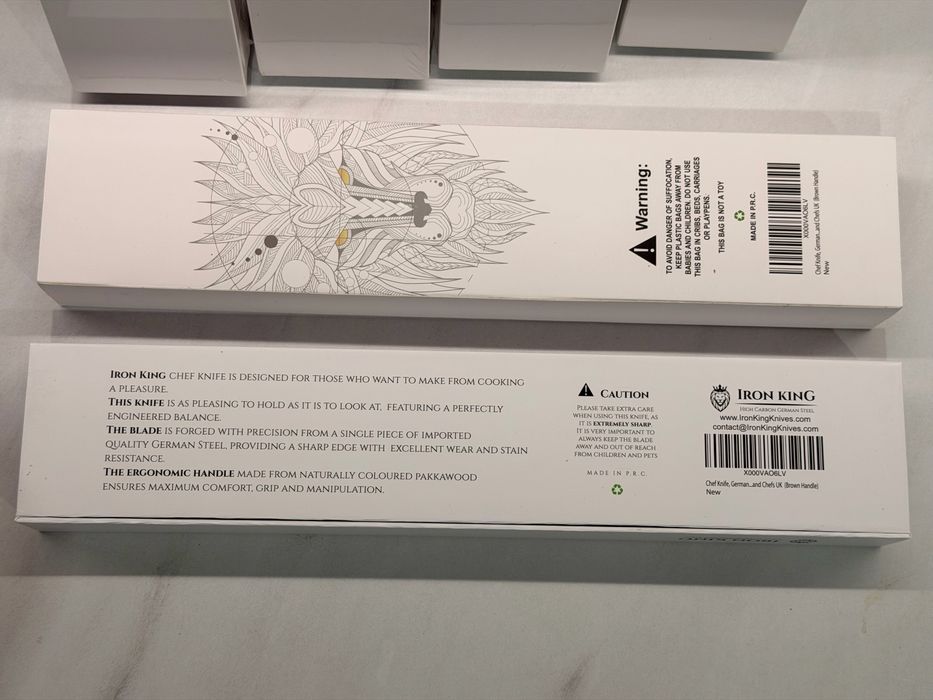 Warning:
TO AVOID DANGER OF SUFFOCATION,
KEEP PLASTIC BAGS AWAY FROM
BABIES AND CHILDREN. DO NOT USE
THIS BAG IN CRIBS, BEDS, CARRIAGES
OR PLAYPENS.
THIS BAG IS NOT A TOY
MADE IN P.R.C.
X000VAO6LV
Chef Knife, German...and Chefs UK (Brown Handle)
New
IRON KING CHEF KNIFE IS DESIGNED FOR THOSE WHO WANT TO MAKE FROM COOKING
A PLEASURE.
THIS KNIFE IS AS PLEASING TO HOLD AS IT IS TO LOOK AT, FEATURING A PERFECTLY
ENGINEERED BALANCE.
THE BLADE IS FORGED WITH PRECISION FROM A SINGLE PIECE OF IMPORTED
QUALITY GERMAN STEEL, PROVIDING A SHARP EDGE WITH EXCELLENT WEAR AND STAIN
RESISTANCE.
THE ERGONOMIC HANDLE MADE FROM NATURALLY COLOURED PAKKAWOOD
ENSURES MAXIMUM COMFORT, GRIP AND MANIPULATION.
CAUTION
PLEASE TAKE EXTRA CARE
WHEN USING THIS KNIFE, AS
IT IS EXTREMELY SHARP.
IT IS VERY IMPORTANT TO
ALWAYS KEEP THE BLADE
AWAY AND OUT OF REACH
FROM CHILDREN AND PETS
MADE IN P.R.C.
IRON KING
HIGH CARBON GERMAN STEEL
www.IronKingKnives.com
contact@IronKingKnives.com
X000VAO6LV
Chef Knife, German...and Chefs UK (Brown Handle)
New